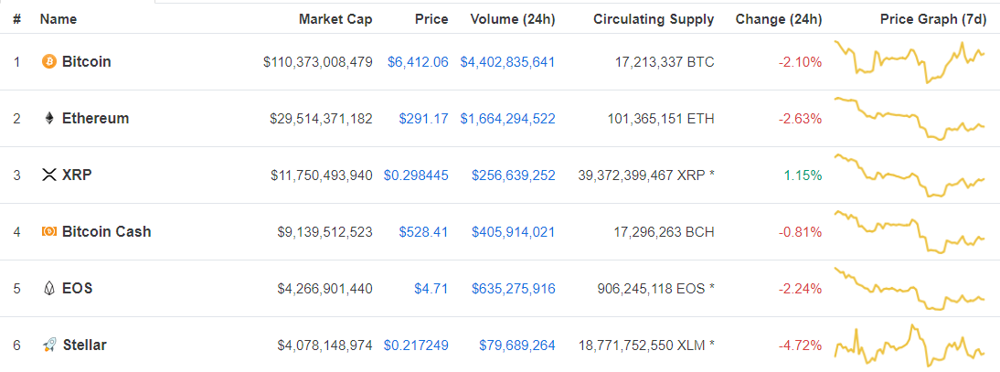 # Name Market Cap Price Volume (24h) Circulating Supply Change (24h) Price Graph (7d)
1 Bitcoin $110,373,008,479 $6,412.06 $4,402,835,641 17,213,337 BTC -2.10%
2 Ethereum $29,514,371,182 $291.17 $1,664,294,522 101,365,151 ETH -2.63%
3 XRP $11,750,493,940 $0.298445 $256,639,252 39,372,399,467 XRP * 1.15%
4 Bitcoin Cash $9,139,512,523 $528.41 $405,914,021 17,296,263 BCH -0.81%
5 EOS $4,266,901,440 $4.71 $635,275,916 906,245,118 EOS * -2.24%
6 Stellar $4,078,148,974 $0.217249 $79,689,264 18,771,752,550 XLM * -4.72%